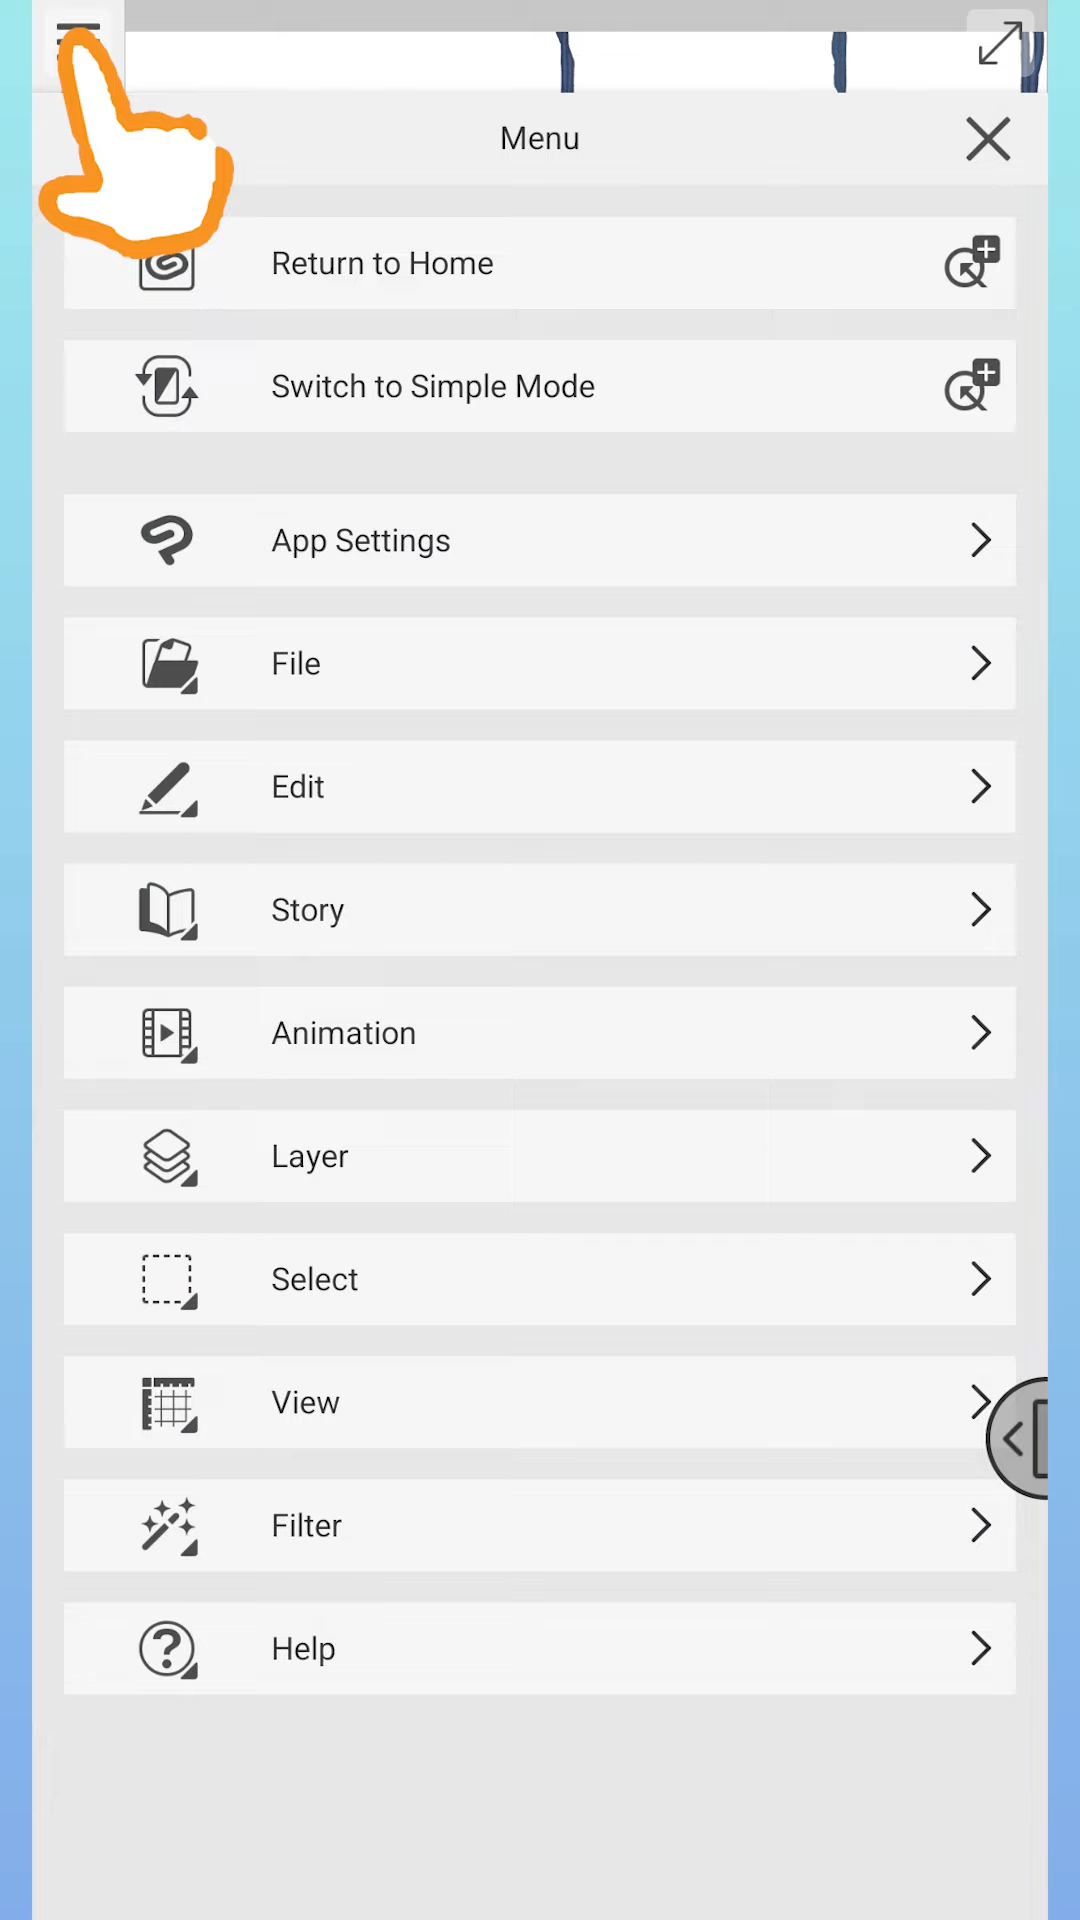 Menu
Return to Home
Switch to Simple Mode
App Settings
File
Edit
Story
Animation
Layer
Select
View
Filter
Help